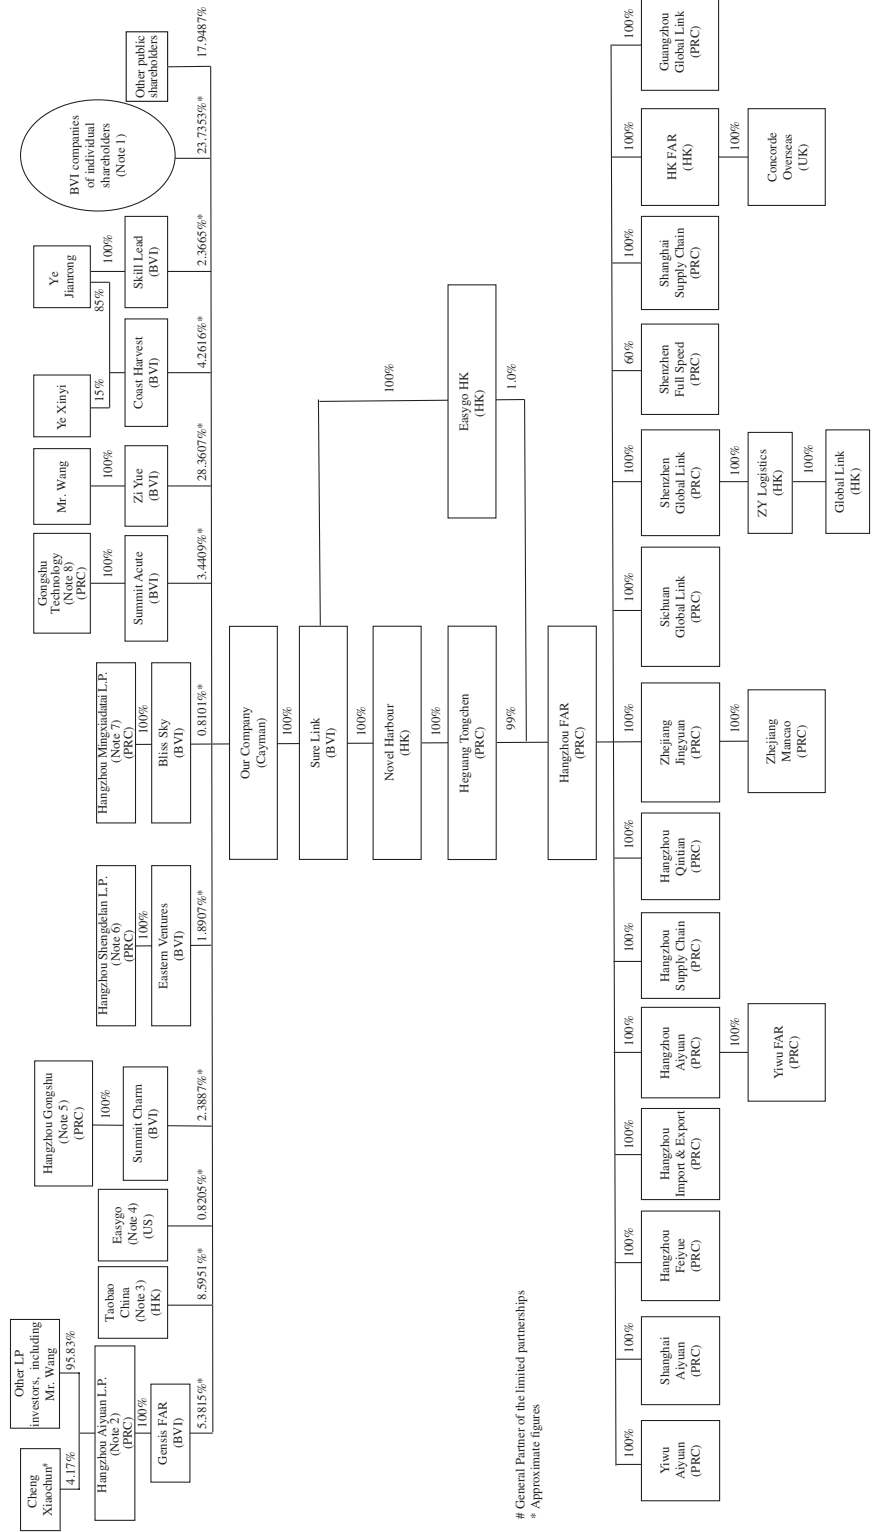 Cheng
Xiaochun#
4.17%
Other LP
investors, including
Mr. Wang
95.83%
Hangzhou Aiyuan L.P.
(Note 2)
(PRC)
100%
Gensis FAR
(BVI)
5.3815%*
Taobao
China
(Note 3)
(HK)
8.5951%*
Easygo
(Note 4)
(US)
0.8205%*
Hangzhou Gongshu
(Note 5)
(PRC)
100%
Summit Charm
(BVI)
2.3887%*
Hangzhou Shengdelan L.P.
(Note 6)
(PRC)
100%
Eastern Ventures
(BVI)
1.8907%*
Hangzhou Mingxiadatai L.P.
(Note 7)
(PRC)
100%
Bliss Sky
(BVI)
0.8101%*
Gongshu
Technology
(Note 8)
(PRC)
100%
Summit Acute
(BVI)
3.4409%*
Mr. Wang
100%
Zi Yue
(BVI)
28.3607%*
Ye Xinyi
15%
Ye
Jianrong
85%
100%
Coast Harvest
(BVI)
4.2616%*
Skill Lead
(BVI)
2.3665%*
BVI companies
of individual
shareholders
(Note 1)
23.7353%*
Other public
shareholders
17.9487%
Our Company
(Cayman)
100%
Sure Link
(BVI)
100%
Novel Harbour
(HK)
100%
100%
Heguang Tongchen
(PRC)
Easygo HK
(HK)
99%
1.0%
Hangzhou FAR
(PRC)
100%
Yiwu
Aiyuan
(PRC)
100%
Shanghai
Aiyuan
(PRC)
100%
Hangzhou
Feiyue
(PRC)
100%
Hangzhou
Import & Export
(PRC)
100%
Hangzhou
Aiyuan
(PRC)
100%
Yiwu FAR
(PRC)
100%
Hangzhou
Supply Chain
(PRC)
100%
Hangzhou
Qintian
(PRC)
100%
Zhejiang
Jingyuan
(PRC)
100%
Zhejiang
Mancao
(PRC)
100%
Sichuan
Global Link
(PRC)
100%
Shenzhen
Global Link
(PRC)
100%
ZY Logistics
(HK)
100%
Global Link
(HK)
60%
Shenzhen
Full Speed
(PRC)
100%
Shanghai
Supply Chain
(PRC)
100%
HK FAR
(HK)
100%
Concorde
Overseas
(UK)
100%
Guangzhou
Global Link
(PRC)
# General Partner of the limited partnerships
* Approximate figures